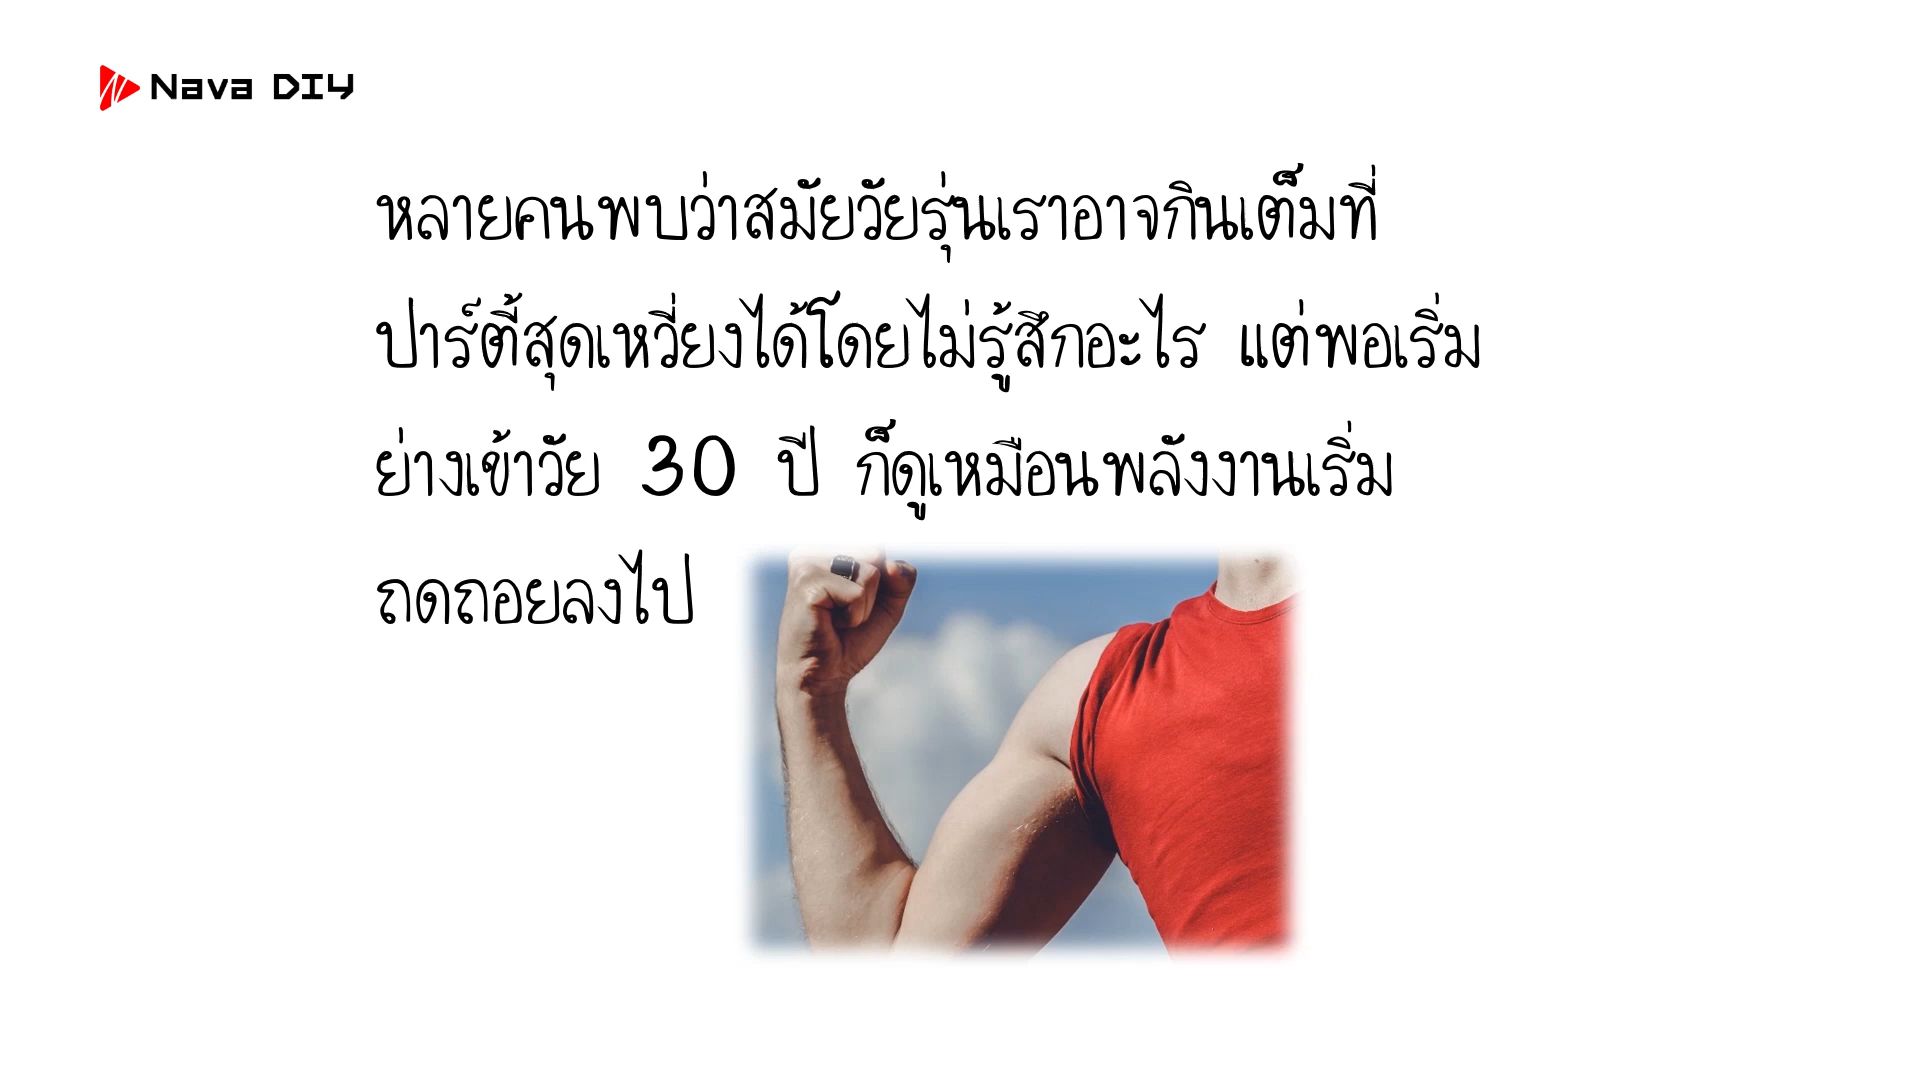 Nava DIY
หลายคนพบว่าสมัยวัยรุ่นเราอาจกินเต็มที่
ปาร์ตี้สุดเหวี่ยงได้โดยไม่รู้สึกอะไร แต่พอเริ่ม
ย่างเข้าวัย 30 ปี ก็ดูเหมือนพลังงานเริ่ม
ถดถอยลงไป